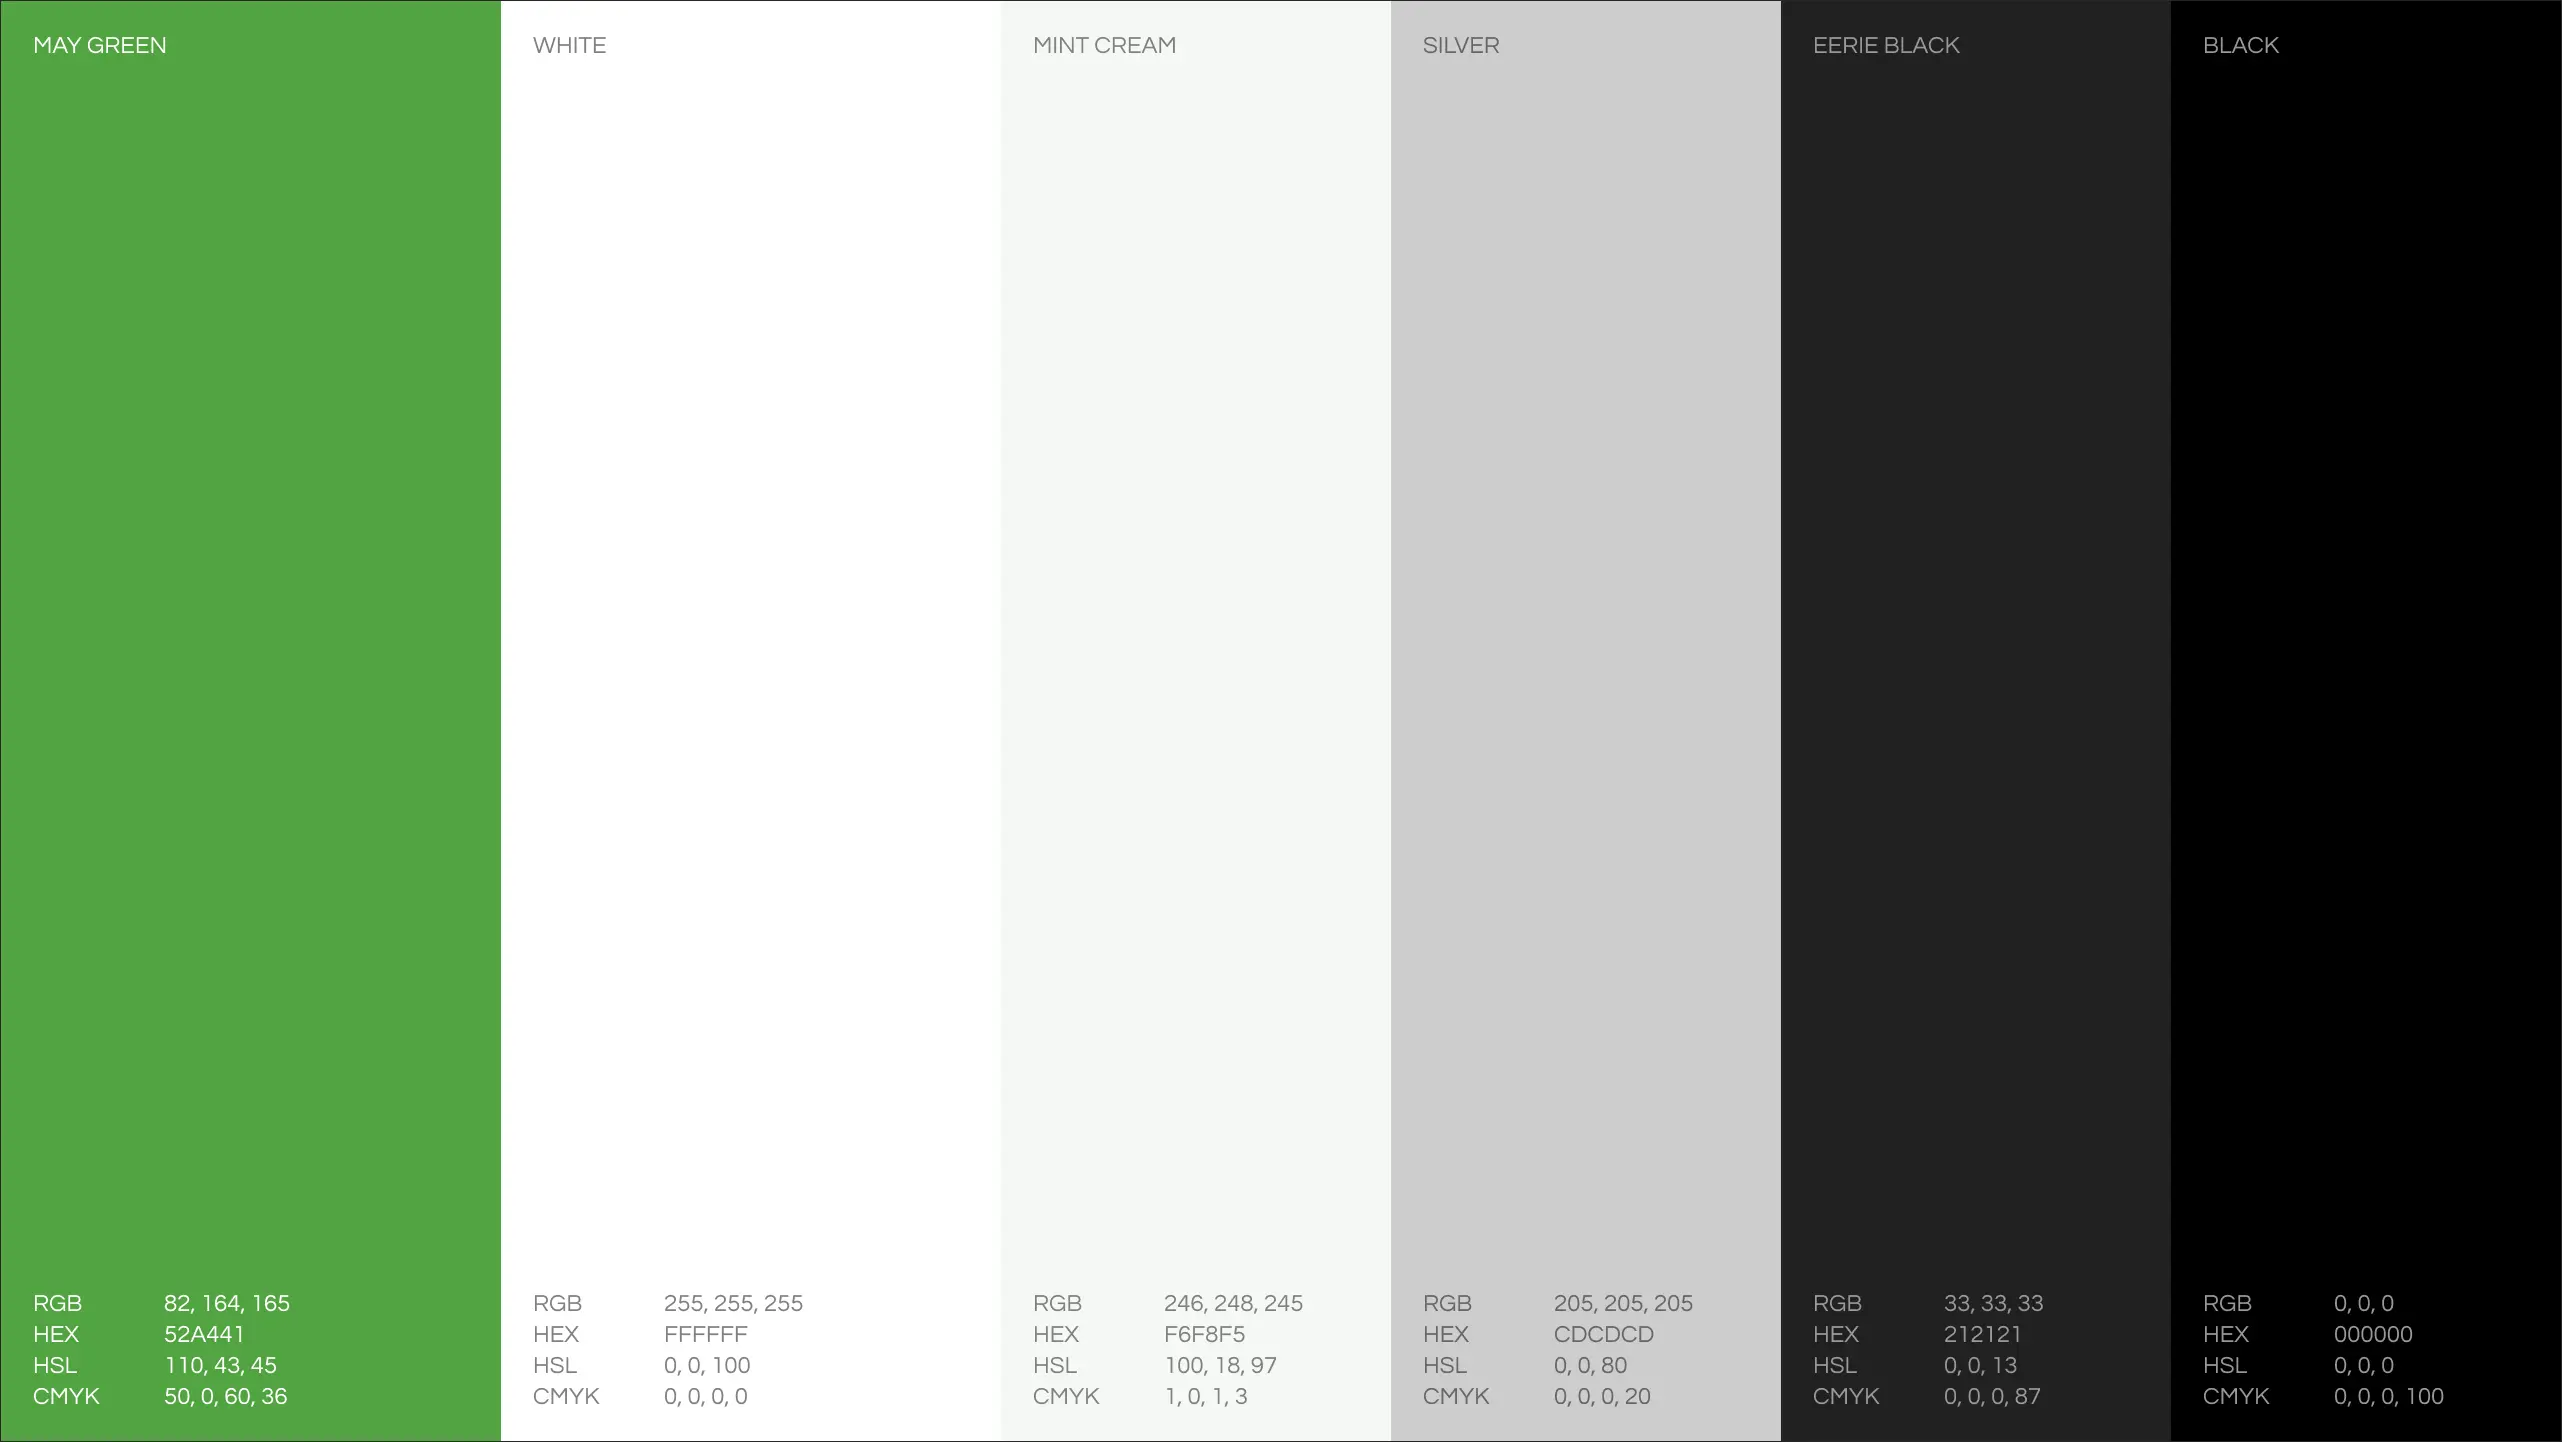 MAY GREEN
RGB 82, 164, 165
HEX 52A441
HSL 110, 43, 45
CMYK 50, 0, 60, 36
WHITE
RGB 255, 255, 255
HEX FFFFFF
HSL 0, 0, 100
CMYK 0, 0, 0, 0
MINT CREAM
RGB 246, 248, 245
HEX F6F8F5
HSL 100, 18, 97
CMYK 1, 0, 1, 3
SILVER
RGB 205, 205, 205
HEX CDCDCD
HSL 0, 0, 80
CMYK 0, 0, 0, 20
EERIE BLACK
RGB 33, 33, 33
HEX 212121
HSL 0, 0, 13
CMYK 0, 0, 0, 87
BLACK
RGB 0, 0, 0
HEX 000000
HSL 0, 0, 0
CMYK 0, 0, 0, 100